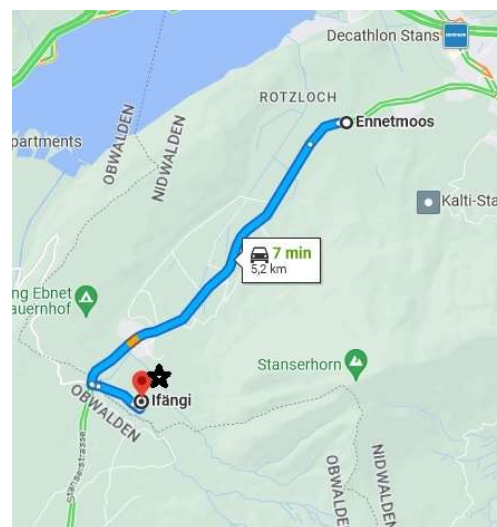 Decathlon Stans
ROTZLOCH
Ennetmoos
partments
OBWALDEN
NIDWALDEN
Kalti-Sta
7 min
5,2 km
ng Ebnet
auernhof
Stanserhorn
Ifängi
OBWALDEN
Stanserstrasse
NIDWALDEN
OBWALDEN